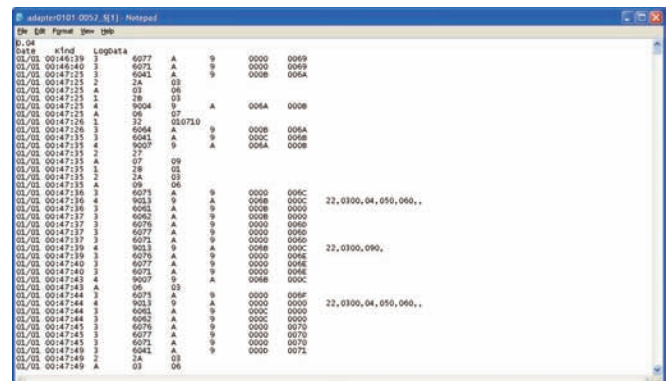 adapter0101-0052_S[1] - Notepad
File Edit Format View Help
0.04
Date Kind LogData
01/01 00:46:39 3 6077 A 9 0000 0069
01/01 00:46:40 3 6071 A 9 0000 0069
01/01 00:47:25 3 6041 A 9 000B 006A
01/01 00:47:25 2 2A 03
01/01 00:47:25 A 03 06
01/01 00:47:25 1 2B 03
01/01 00:47:25 4 9004 9 A 006A 000B
01/01 00:47:25 A 06 07
01/01 00:47:26 1 32 010710
01/01 00:47:26 3 6064 A 9 000B 006A
01/01 00:47:35 3 6041 A 9 000C 006B
01/01 00:47:35 4 9007 9 A 006A 000B
01/01 00:47:35 2 27
01/01 00:47:35 A 07 09
01/01 00:47:35 1 2B 01
01/01 00:47:35 2 2A 03
01/01 00:47:35 A 09 06
01/01 00:47:36 3 6075 A 9 0000 006C
01/01 00:47:36 4 9013 9 A 006B 000C 22,0300,04,050,060,,
01/01 00:47:36 3 6061 A 9 000B 0000
01/01 00:47:37 3 6062 A 9 000B 0000
01/01 00:47:37 3 6076 A 9 0000 006D
01/01 00:47:37 3 6077 A 9 0000 006D
01/01 00:47:37 3 6071 A 9 0000 006D
01/01 00:47:39 4 9013 9 A 006B 000C 22,0300,090,
01/01 00:47:39 3 6076 A 9 0000 006E
01/01 00:47:40 3 6077 A 9 0000 006E
01/01 00:47:40 3 6071 A 9 0000 006E
01/01 00:47:43 4 9007 9 A 006B 000C
01/01 00:47:43 A 06 03
01/01 00:47:44 3 6075 A 9 0000 006F
01/01 00:47:44 4 9013 9 A 0000 0000 22,0300,04,050,060,,
01/01 00:47:44 3 6061 A 9 000C 0000
01/01 00:47:44 3 6062 A 9 000C 0000
01/01 00:47:45 3 6076 A 9 0000 0070
01/01 00:47:45 3 6077 A 9 0000 0070
01/01 00:47:45 3 6071 A 9 0000 0070
01/01 00:47:49 3 6041 A 9 000D 0071
01/01 00:47:49 2 2A 03
01/01 00:47:49 A 03 06